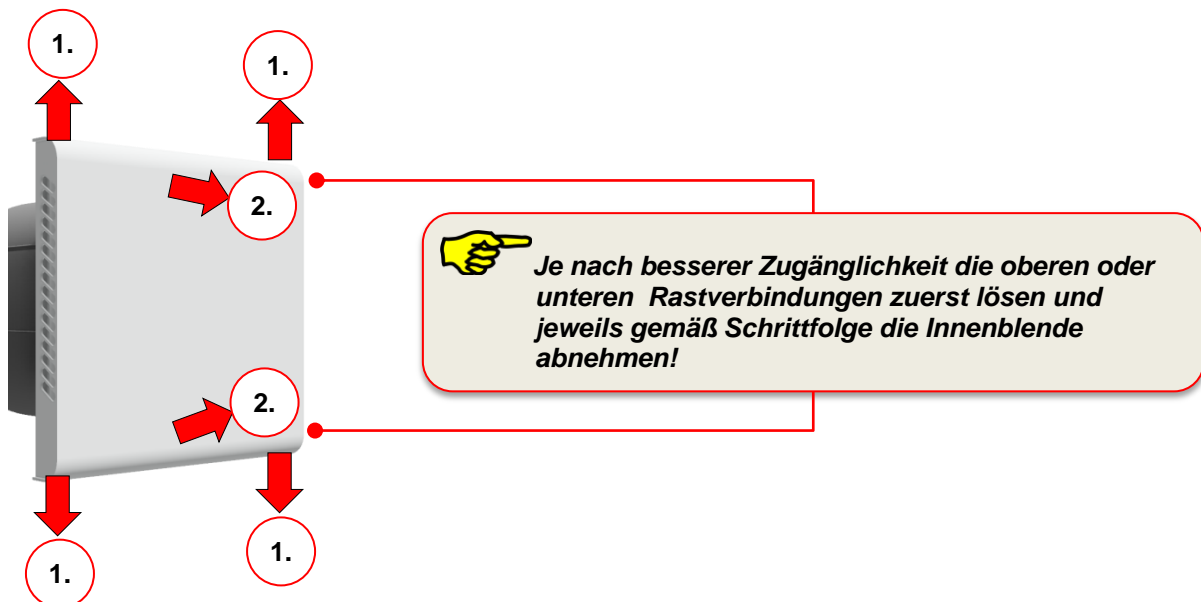 1.
1.
2.
Je nach besserer Zugänglichkeit die oberen oder
unteren Rastverbindungen zuerst lösen und
jeweils gemäß Schrittfolge die Innenblende
abnehmen!
2.
1.
1.